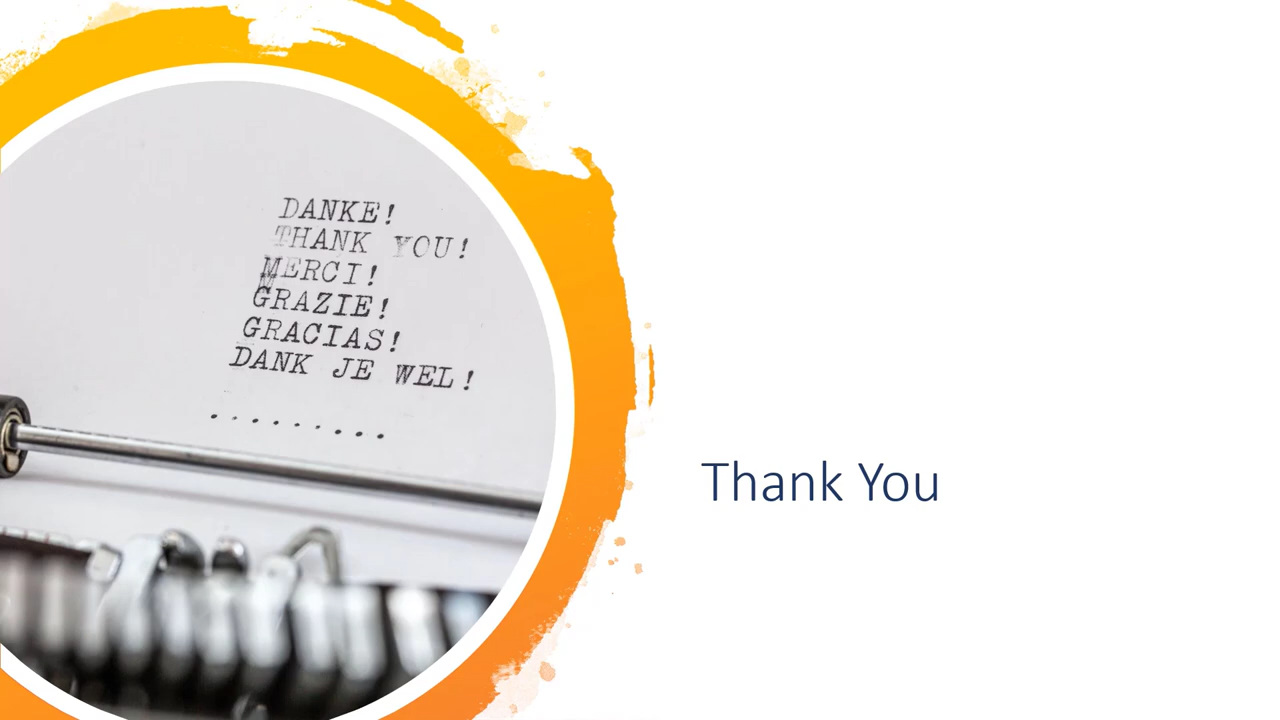 DANKE!
THANK YOU!
MERCI!
GRAZIE!
GRACIAS!
DANK JE WEL!
.........
Thank You